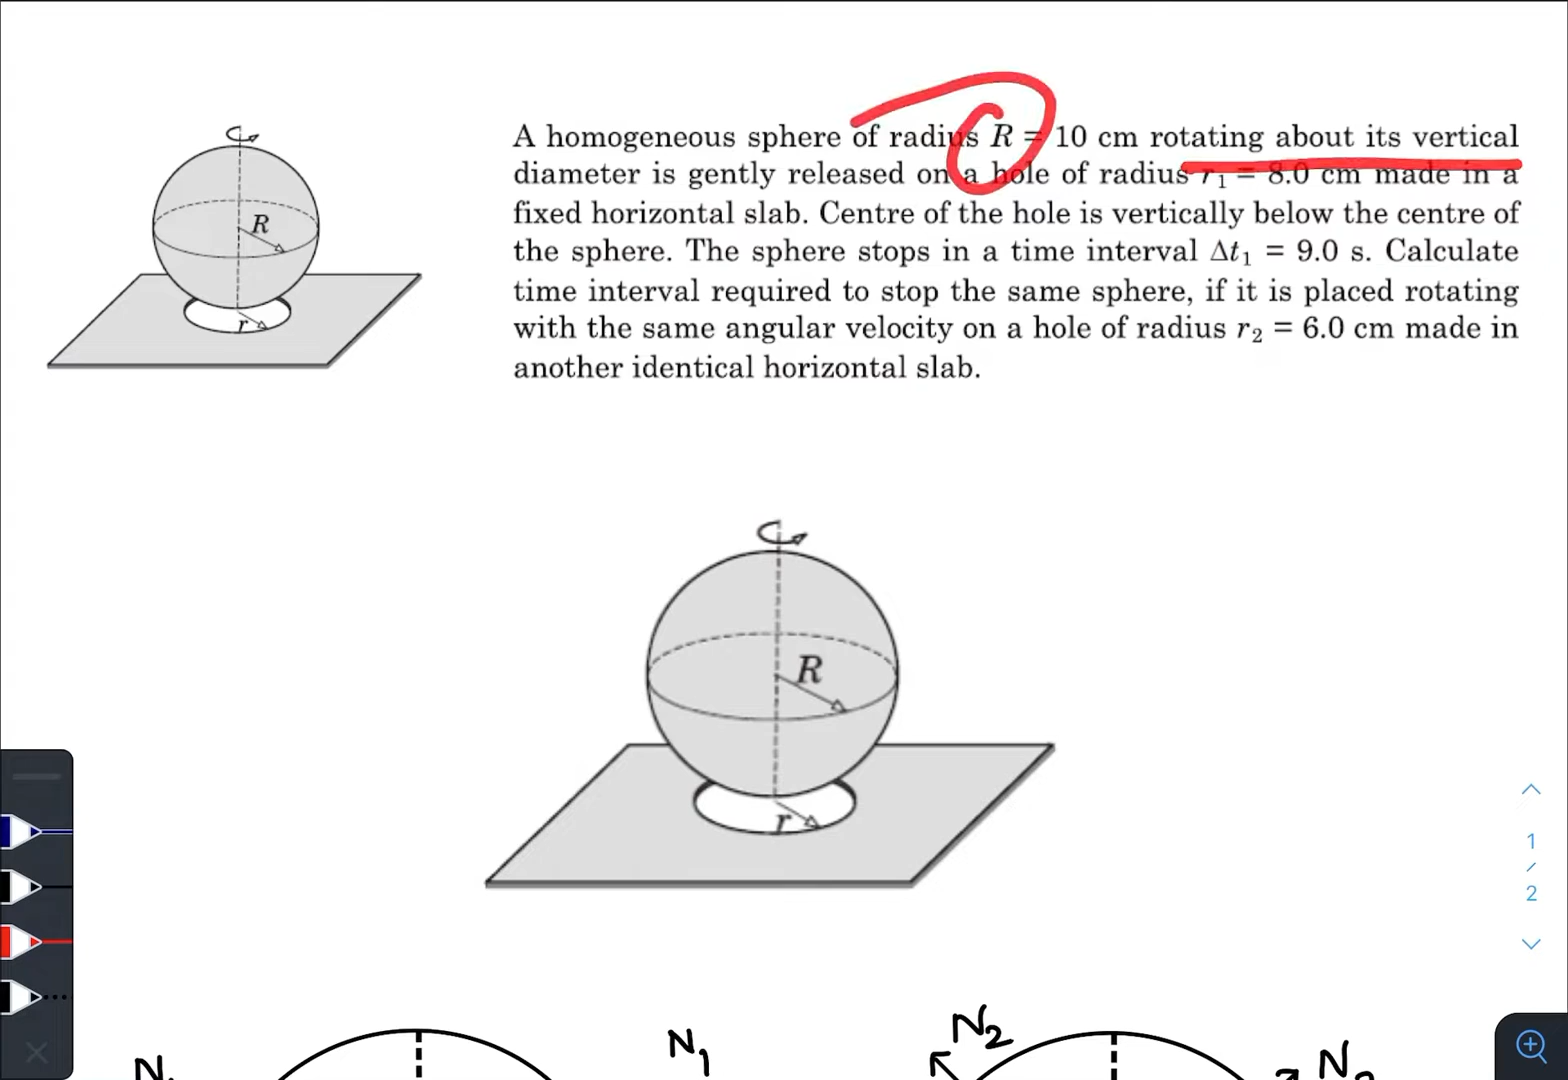 A homogeneous sphere of radius R = 10 cm rotating about its vertical
diameter is gently released on a hole of radius r₁ = 8.0 cm made in a
fixed horizontal slab. Centre of the hole is vertically below the centre of
the sphere. The sphere stops in a time interval Δt₁ = 9.0 s. Calculate
time interval required to stop the same sphere, if it is placed rotating
with the same angular velocity on a hole of radius r₂ = 6.0 cm made in
another identical horizontal slab.
R
r
R
r
1
/
2
N₂
N₁